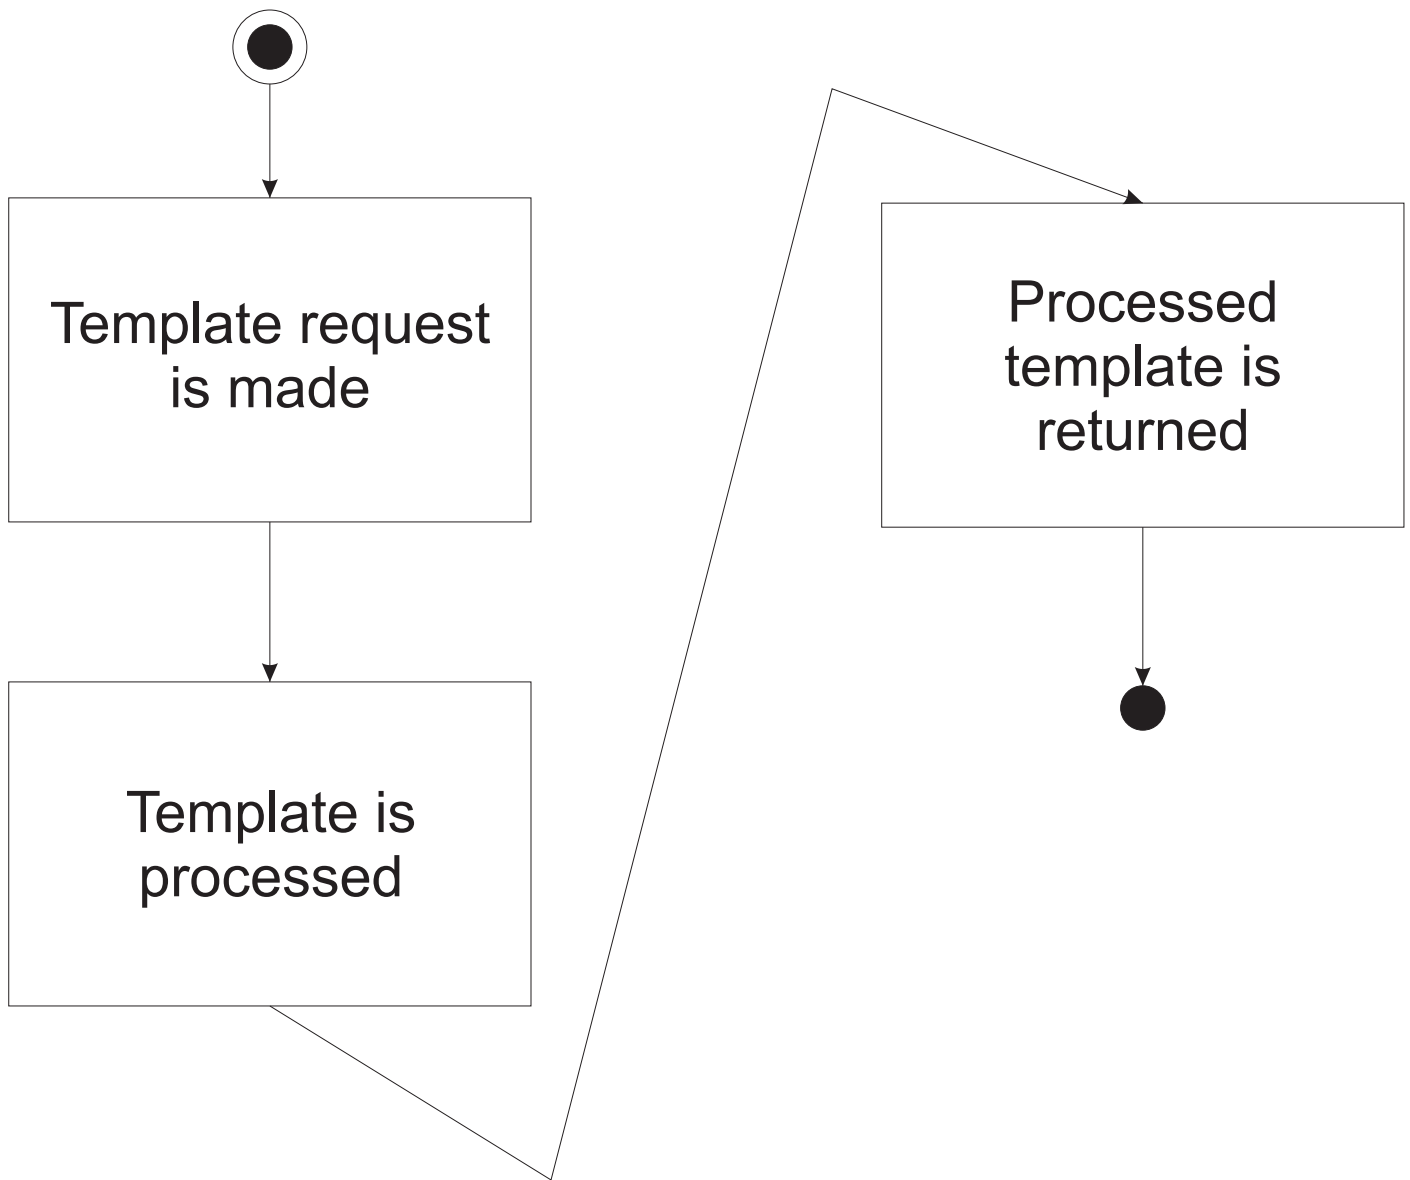 Template request
is made
Template is
processed
Processed
template is
returned